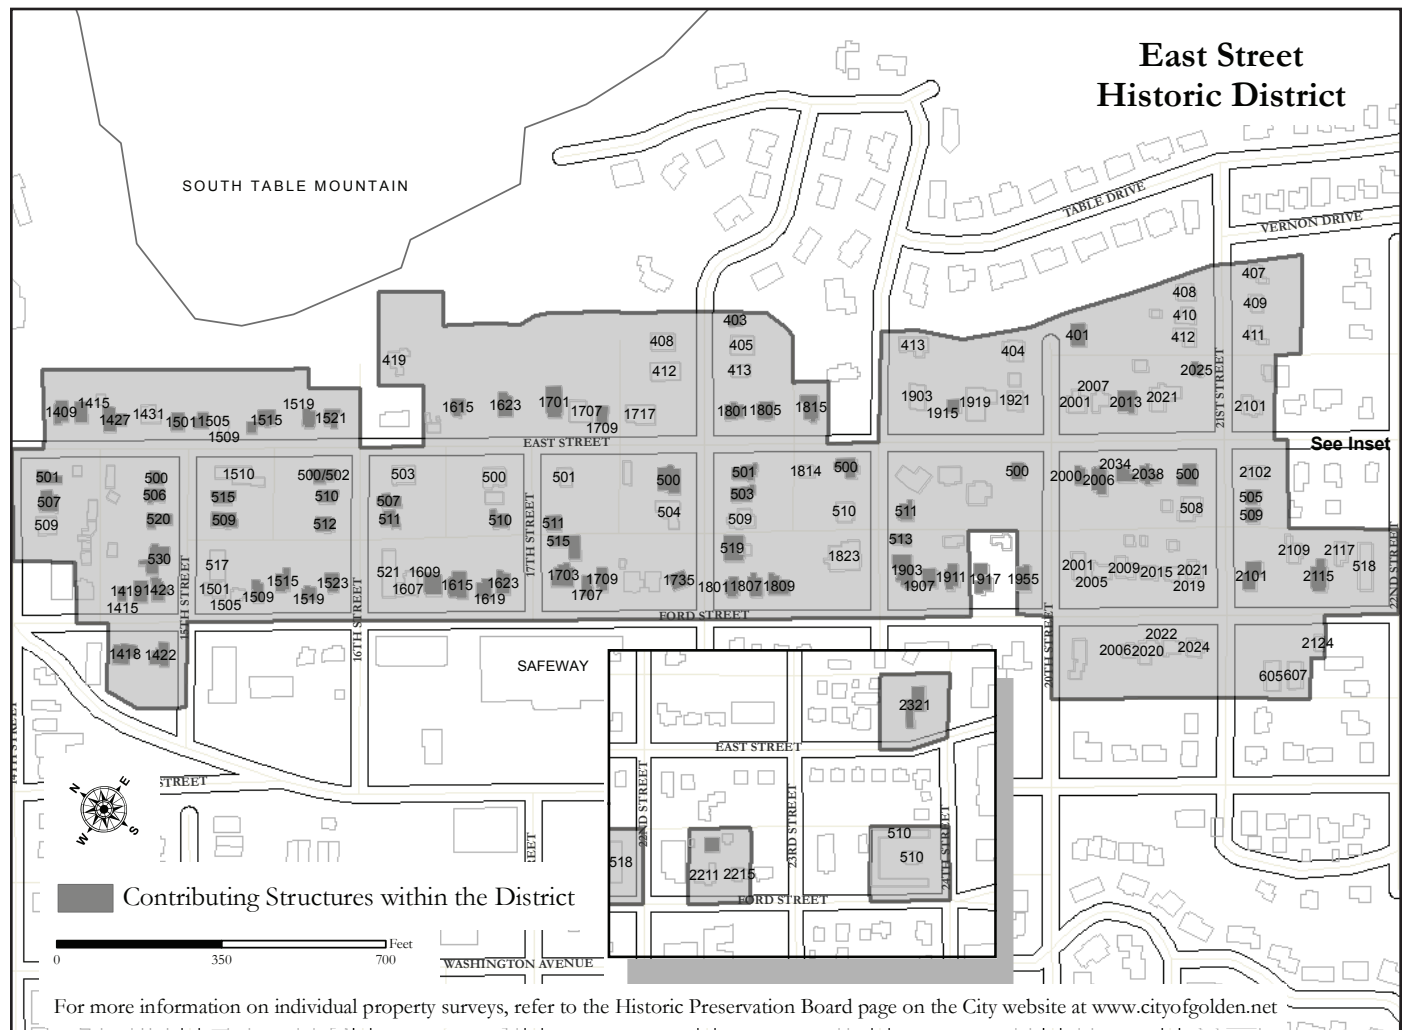 East Street
Historic District
SOUTH TABLE MOUNTAIN
TABLE DRIVE
VERNON DRIVE
407
408
409
403
410
401
411
412
408
405
413
404
419
412
413
2025
21ST STREET
2007
1409 1415 1427 1431 1501 1505 1509 1515 1519 1521
1615 1623 1701 1707 1709 1717
1801 1805 1815
1903 1915 1919 1921
2001 2013 2021 2101
EAST STREET
See Inset
501 500 1510 500/502 503 500 501 500 501 1814 500 500 2000 2006 2034 2038 500 2102
507 506 515 510 507 503 508 505
509 520 509 512 511 510 511 504 509 510 511 509
17TH STREET
515 519 1823 513
530 517 521 1609 1703 1709 1735 1903 1911 1917 1955 2001 2009 2015 2021 2109 2117 518
22ND STREET
1419 1423 1501 1509 1515 1523 1607 1615 1623 1707 1801 1807 1809 1907 2005 2019 2101 2115
1415 1505 1519 1619
15TH STREET
16TH STREET
FORD STREET
20TH STREET
1418 1422
SAFEWAY
2006 2020 2022 2024 2124
605 607
14TH STREET
STREET
N
E
W
S
2321
EAST STREET
22ND STREET
23RD STREET
24TH STREET
510
518
510
2211 2215
FORD STREET
Contributing Structures within the District
Feet
0 350 700
WASHINGTON AVENUE
For more information on individual property surveys, refer to the Historic Preservation Board page on the City website at www.cityofgolden.net